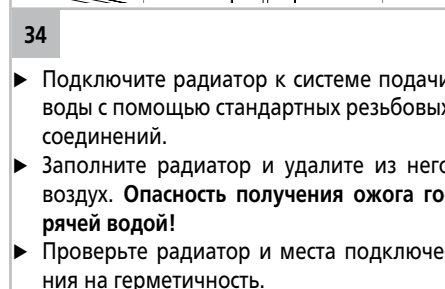 34
▶ Подключите радиатор к системе подачи
воды с помощью стандартных резьбовых
соединений.
▶ Заполните радиатор и удалите из него
воздух. Опасность получения ожога го-
рячей водой!
▶ Проверьте радиатор и места подключе-
ния на герметичность.